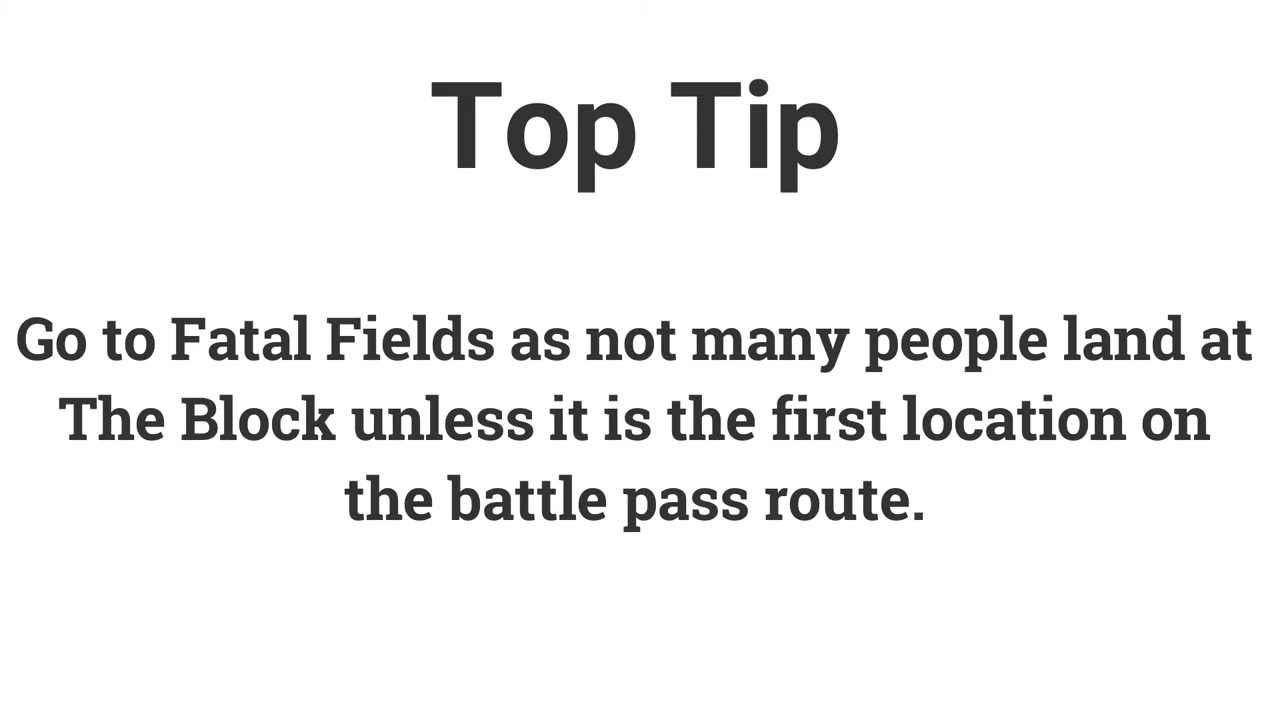 Top Tip
Go to Fatal Fields as not many people land at
The Block unless it is the first location on
the battle pass route.